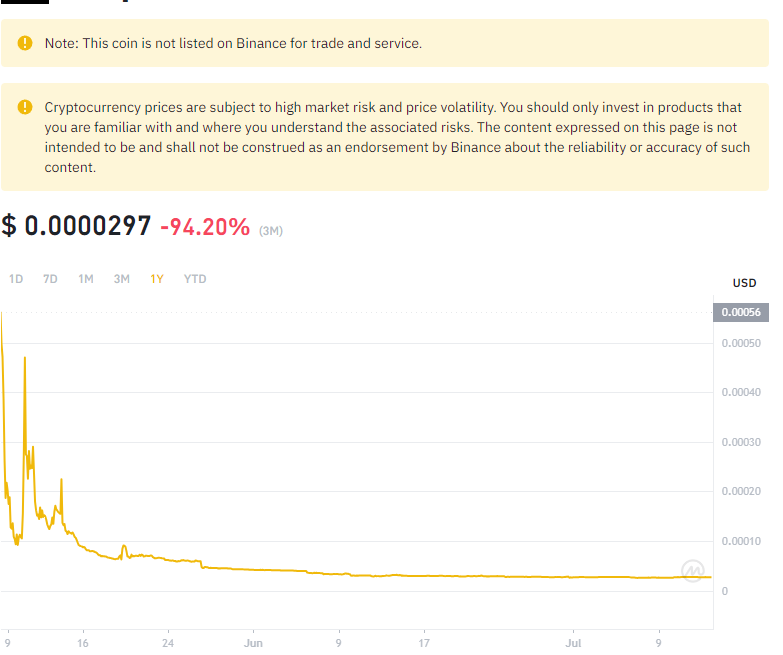 Note: This coin is not listed on Binance for trade and service.
Cryptocurrency prices are subject to high market risk and price volatility. You should only invest in products that
you are familiar with and where you understand the associated risks. The content expressed on this page is not
intended to be and shall not be construed as an endorsement by Binance about the reliability or accuracy of such
content.
$ 0.0000297 -94.20% (3M)
1D 7D 1M 3M 1Y YTD
USD
0.00056
0.00050
0.00040
0.00030
0.00020
0.00010
0
9 16 24 Jun 9 17 Jul 9